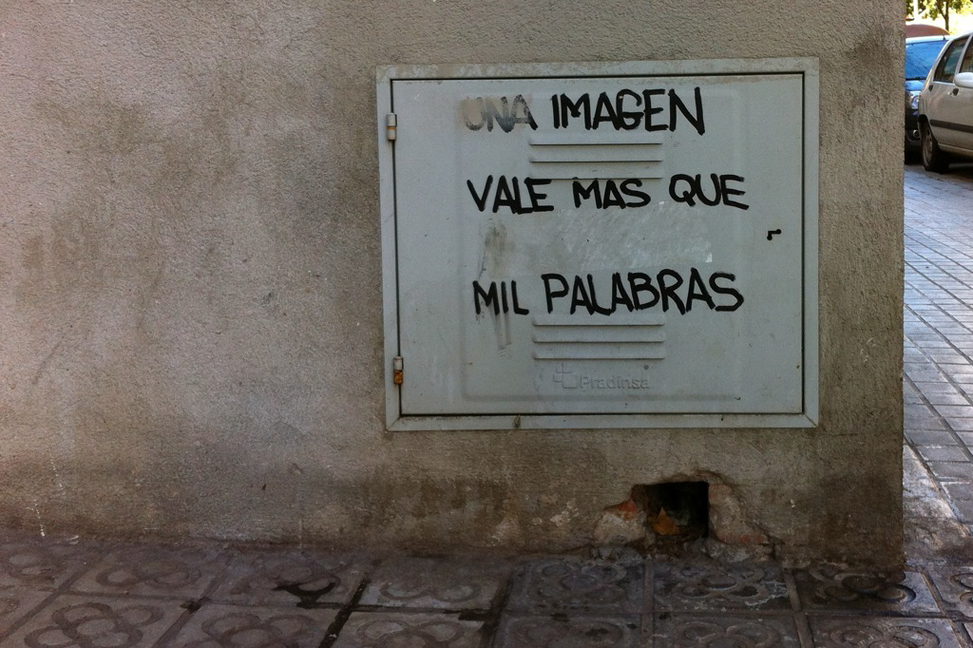 UNA IMAGEN
VALE MAS QUE
MIL PALABRAS
Pradinsa